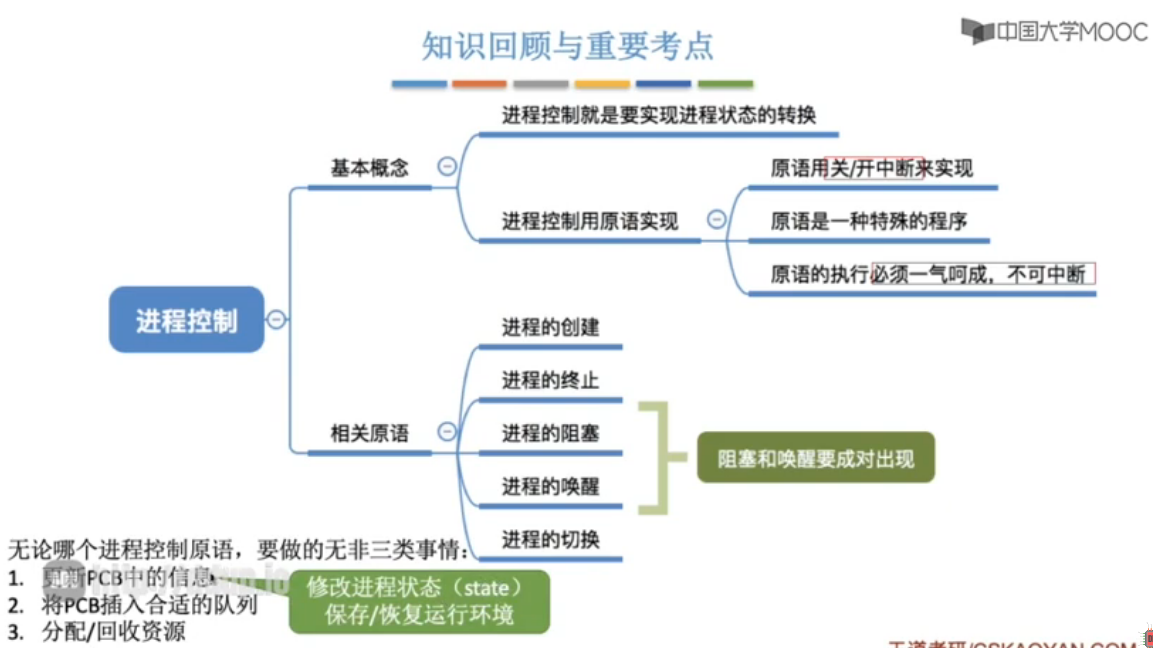 中国大学MOOC
知识回顾与重要考点
进程控制就是要实现进程状态的转换
基本概念
原语用关/开中断来实现
进程控制用原语实现
原语是一种特殊的程序
原语的执行必须一气呵成，不可中断
进程控制
进程的创建
进程的终止
相关原语
进程的阻塞
阻塞和唤醒要成对出现
进程的唤醒
进程的切换
无论哪个进程控制原语，要做的无非三类事情：
1. 更新PCB中的信息
修改进程状态（state）
保存/恢复运行环境
2. 将PCB插入合适的队列
3. 分配/回收资源